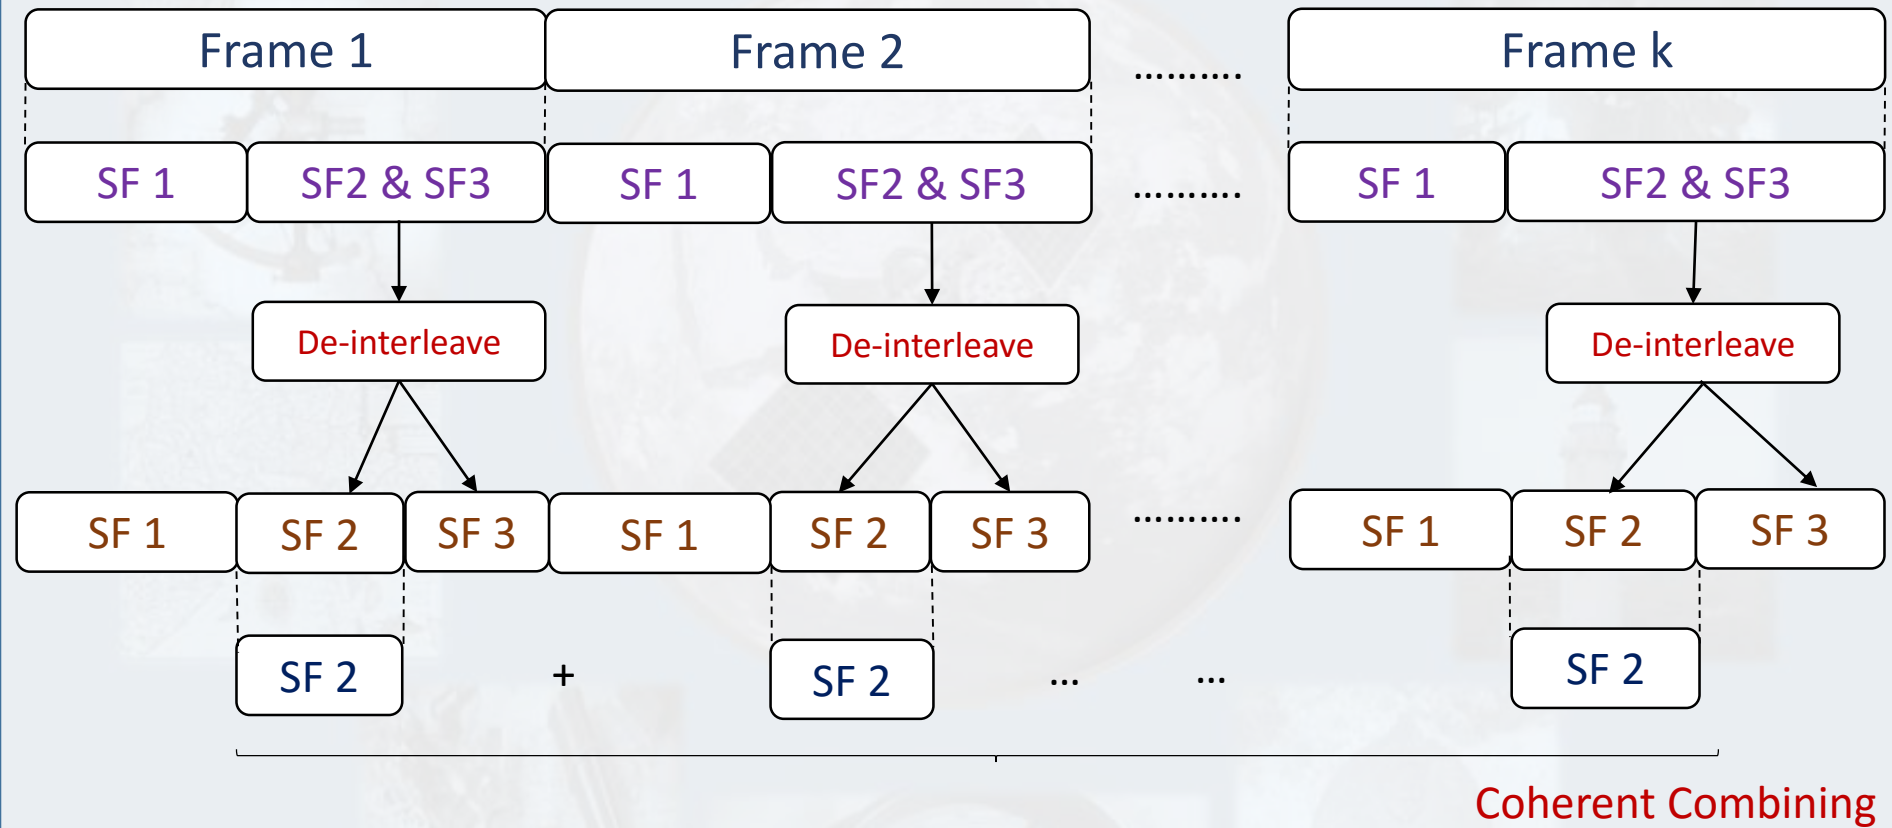 Frame 1 Frame 2 ………. Frame k
SF 1 SF2 & SF3 SF 1 SF2 & SF3 ………. SF 1 SF2 & SF3
De-interleave De-interleave De-interleave
SF 1 SF 2 SF 3 SF 1 SF 2 SF 3 ………. SF 1 SF 2 SF 3
SF 2 + SF 2 … … SF 2
Coherent Combining